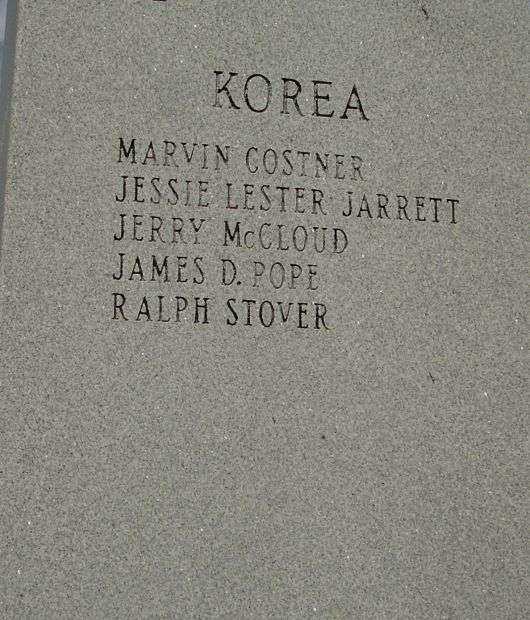 KOREA
MARVIN COSTNER
JESSIE LESTER JARRETT
JERRY McCLOUD
JAMES D. POPE
RALPH STOVER